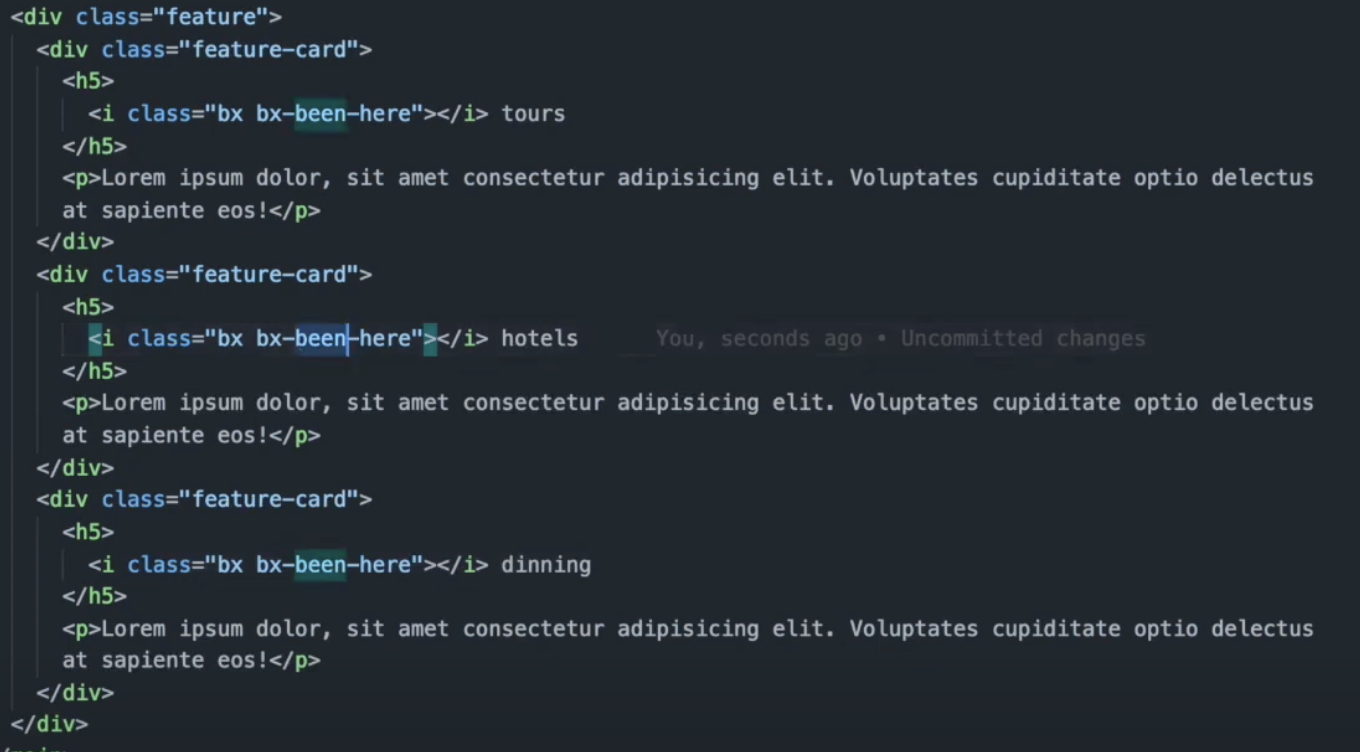 <div class="feature">
<div class="feature-card">
<h5>
<i class="bx bx-been-here"></i> tours
</h5>
<p>Lorem ipsum dolor, sit amet consectetur adipisicing elit. Voluptates cupiditate optio delectus
at sapiente eos!</p>
</div>
<div class="feature-card">
<h5>
<i class="bx bx-been-here"></i> hotels You, seconds ago • Uncommitted changes
</h5>
<p>Lorem ipsum dolor, sit amet consectetur adipisicing elit. Voluptates cupiditate optio delectus
at sapiente eos!</p>
</div>
<div class="feature-card">
<h5>
<i class="bx bx-been-here"></i> dinning
</h5>
<p>Lorem ipsum dolor, sit amet consectetur adipisicing elit. Voluptates cupiditate optio delectus
at sapiente eos!</p>
</div>
</div>